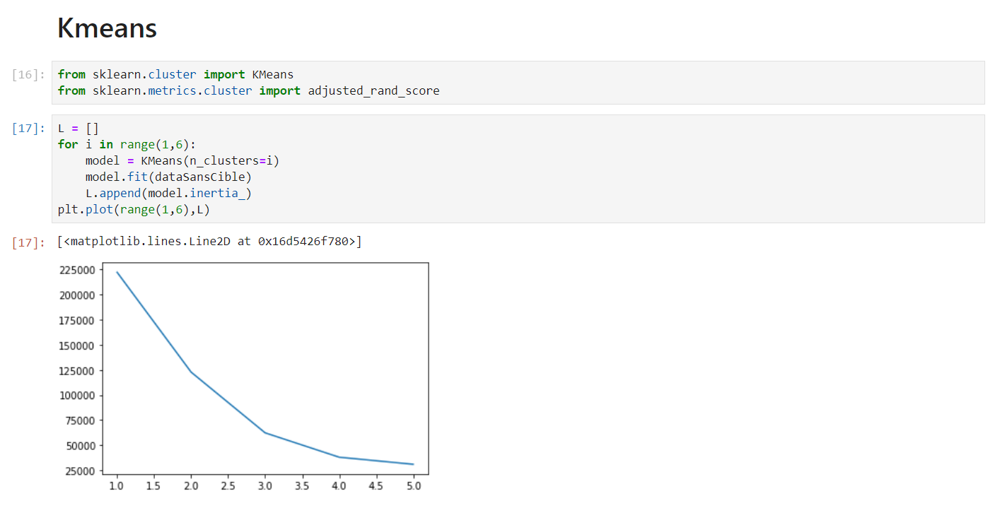 Kmeans
[16]:
from sklearn.cluster import KMeans
from sklearn.metrics.cluster import adjusted_rand_score
[17]:
L = []
for i in range(1,6):
    model = KMeans(n_clusters=i)
    model.fit(dataSansCible)
    L.append(model.inertia_)
plt.plot(range(1,6),L)
[17]:
[<matplotlib.lines.Line2D at 0x16d5426f780>]
225000
200000
175000
150000
125000
100000
75000
50000
25000
1.0 1.5 2.0 2.5 3.0 3.5 4.0 4.5 5.0